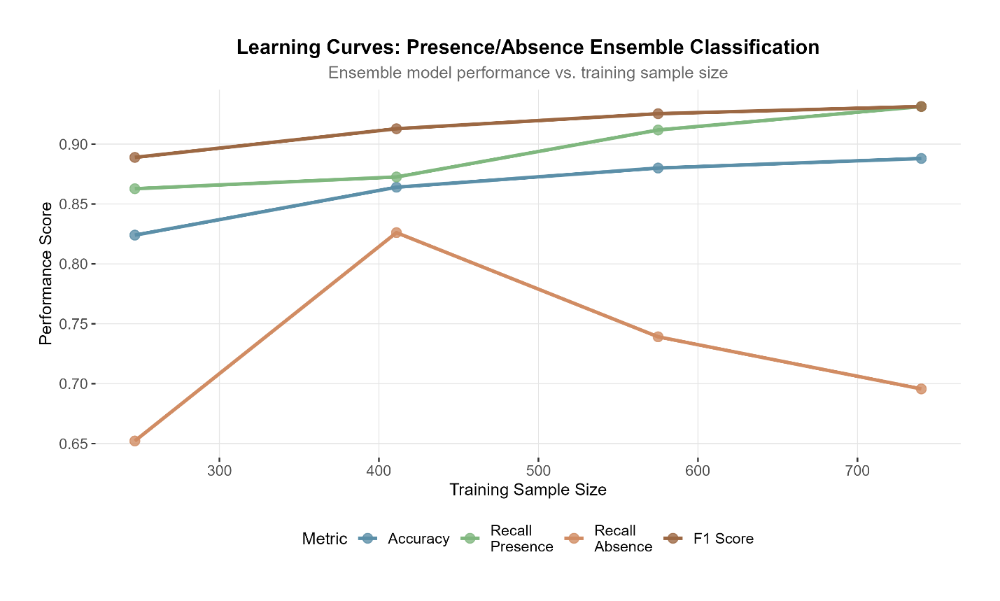 Learning Curves: Presence/Absence Ensemble Classification
Ensemble model performance vs. training sample size
Performance Score
0.90
0.85
0.80
0.75
0.70
0.65
300 400 500 600 700
Training Sample Size
Metric Accuracy Recall Presence Recall Absence F1 Score